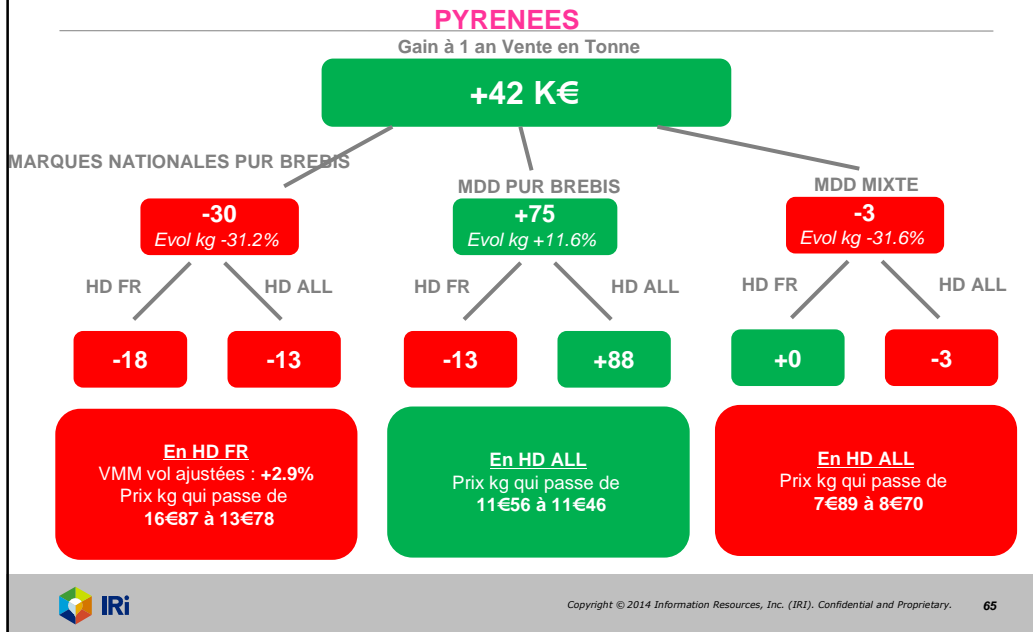 PYRENEES
Gain à 1 an Vente en Tonne
+42 K€
MARQUES NATIONALES PUR BREBIS
MDD PUR BREBIS
MDD MIXTE
-30
Evol kg -31.2%
+75
Evol kg +11.6%
-3
Evol kg -31.6%
HD FR
HD ALL
HD FR
HD ALL
HD FR
HD ALL
-18
-13
-13
+88
+0
-3
En HD FR
VMM vol ajustées : +2.9%
Prix kg qui passe de
16€87 à 13€78
En HD ALL
Prix kg qui passe de
11€56 à 11€46
En HD ALL
Prix kg qui passe de
7€89 à 8€70
IRi
Copyright © 2014 Information Resources, Inc. (IRI). Confidential and Proprietary.
65